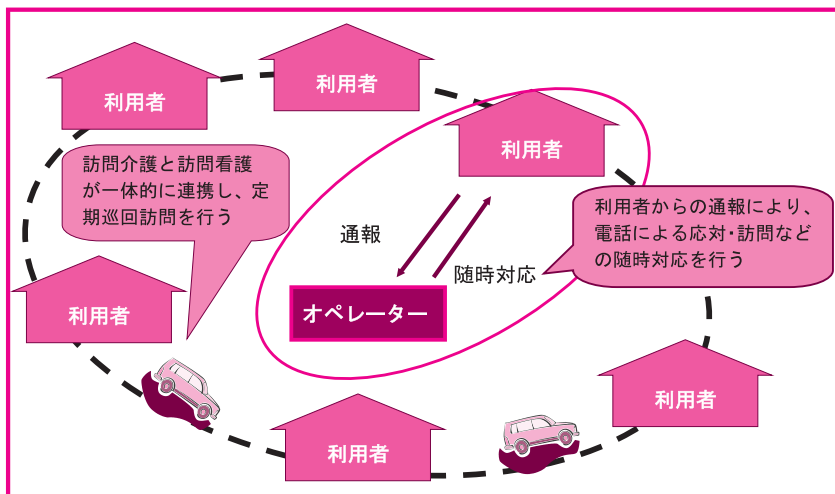 利用者
利用者
利用者
訪問介護と訪問看護
が一体的に連携し、定
期巡回訪問を行う
利用者からの通報により、
電話による応対・訪問など
の随時対応を行う
通報
随時対応
オペレーター
利用者
利用者
利用者